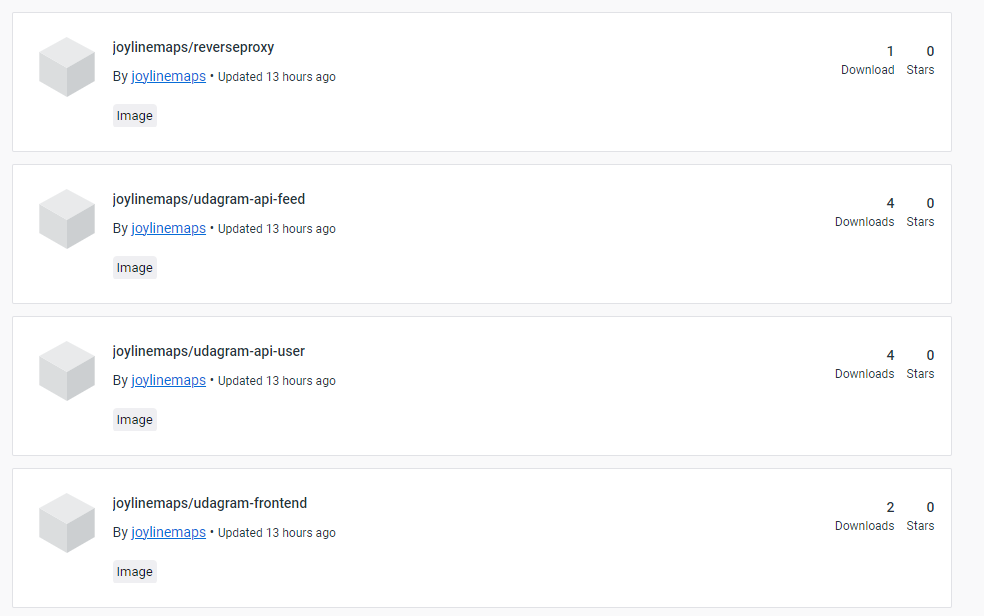 joylinemaps/reverseproxy
1 0
By joylinemaps • Updated 13 hours ago
Download Stars
Image
joylinemaps/udagram-api-feed
4 0
By joylinemaps • Updated 13 hours ago
Downloads Stars
Image
joylinemaps/udagram-api-user
4 0
By joylinemaps • Updated 13 hours ago
Downloads Stars
Image
joylinemaps/udagram-frontend
2 0
By joylinemaps • Updated 13 hours ago
Downloads Stars
Image